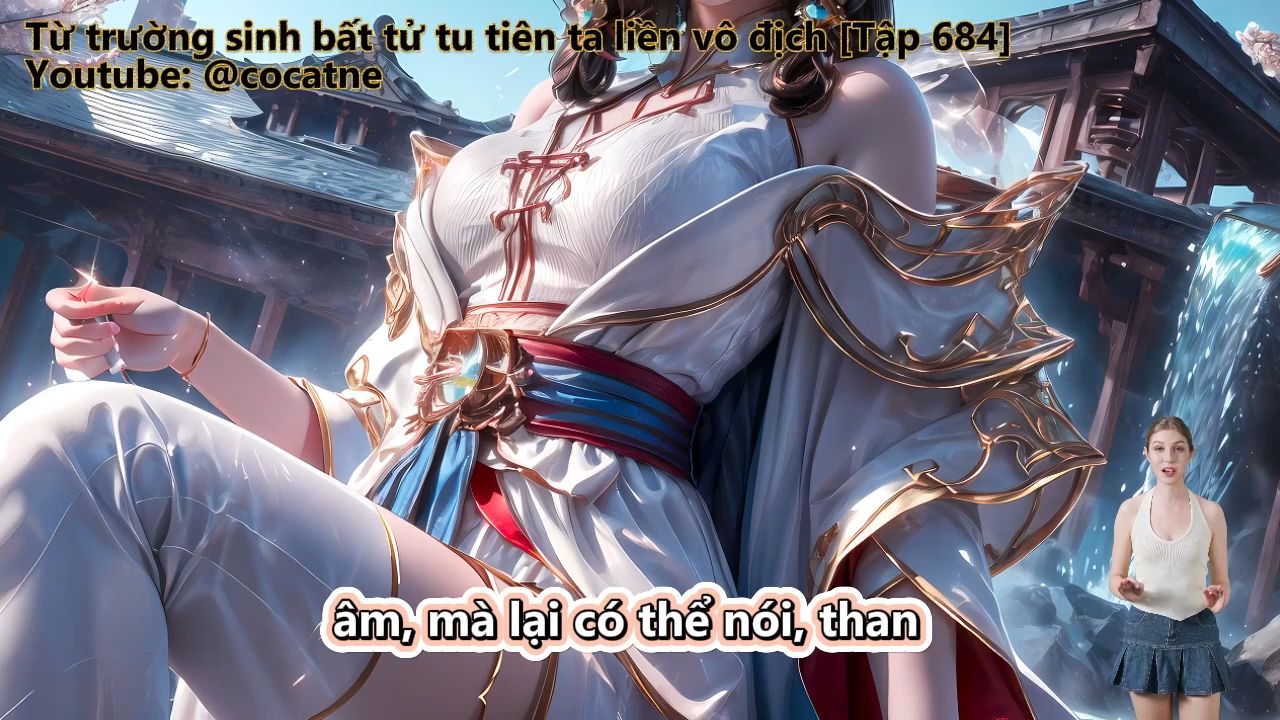 Từ trường sinh bất tử tu tiên ta liền vô địch [Tập 684]
Youtube: @cocatne
âm, mà lại có thể nói, than